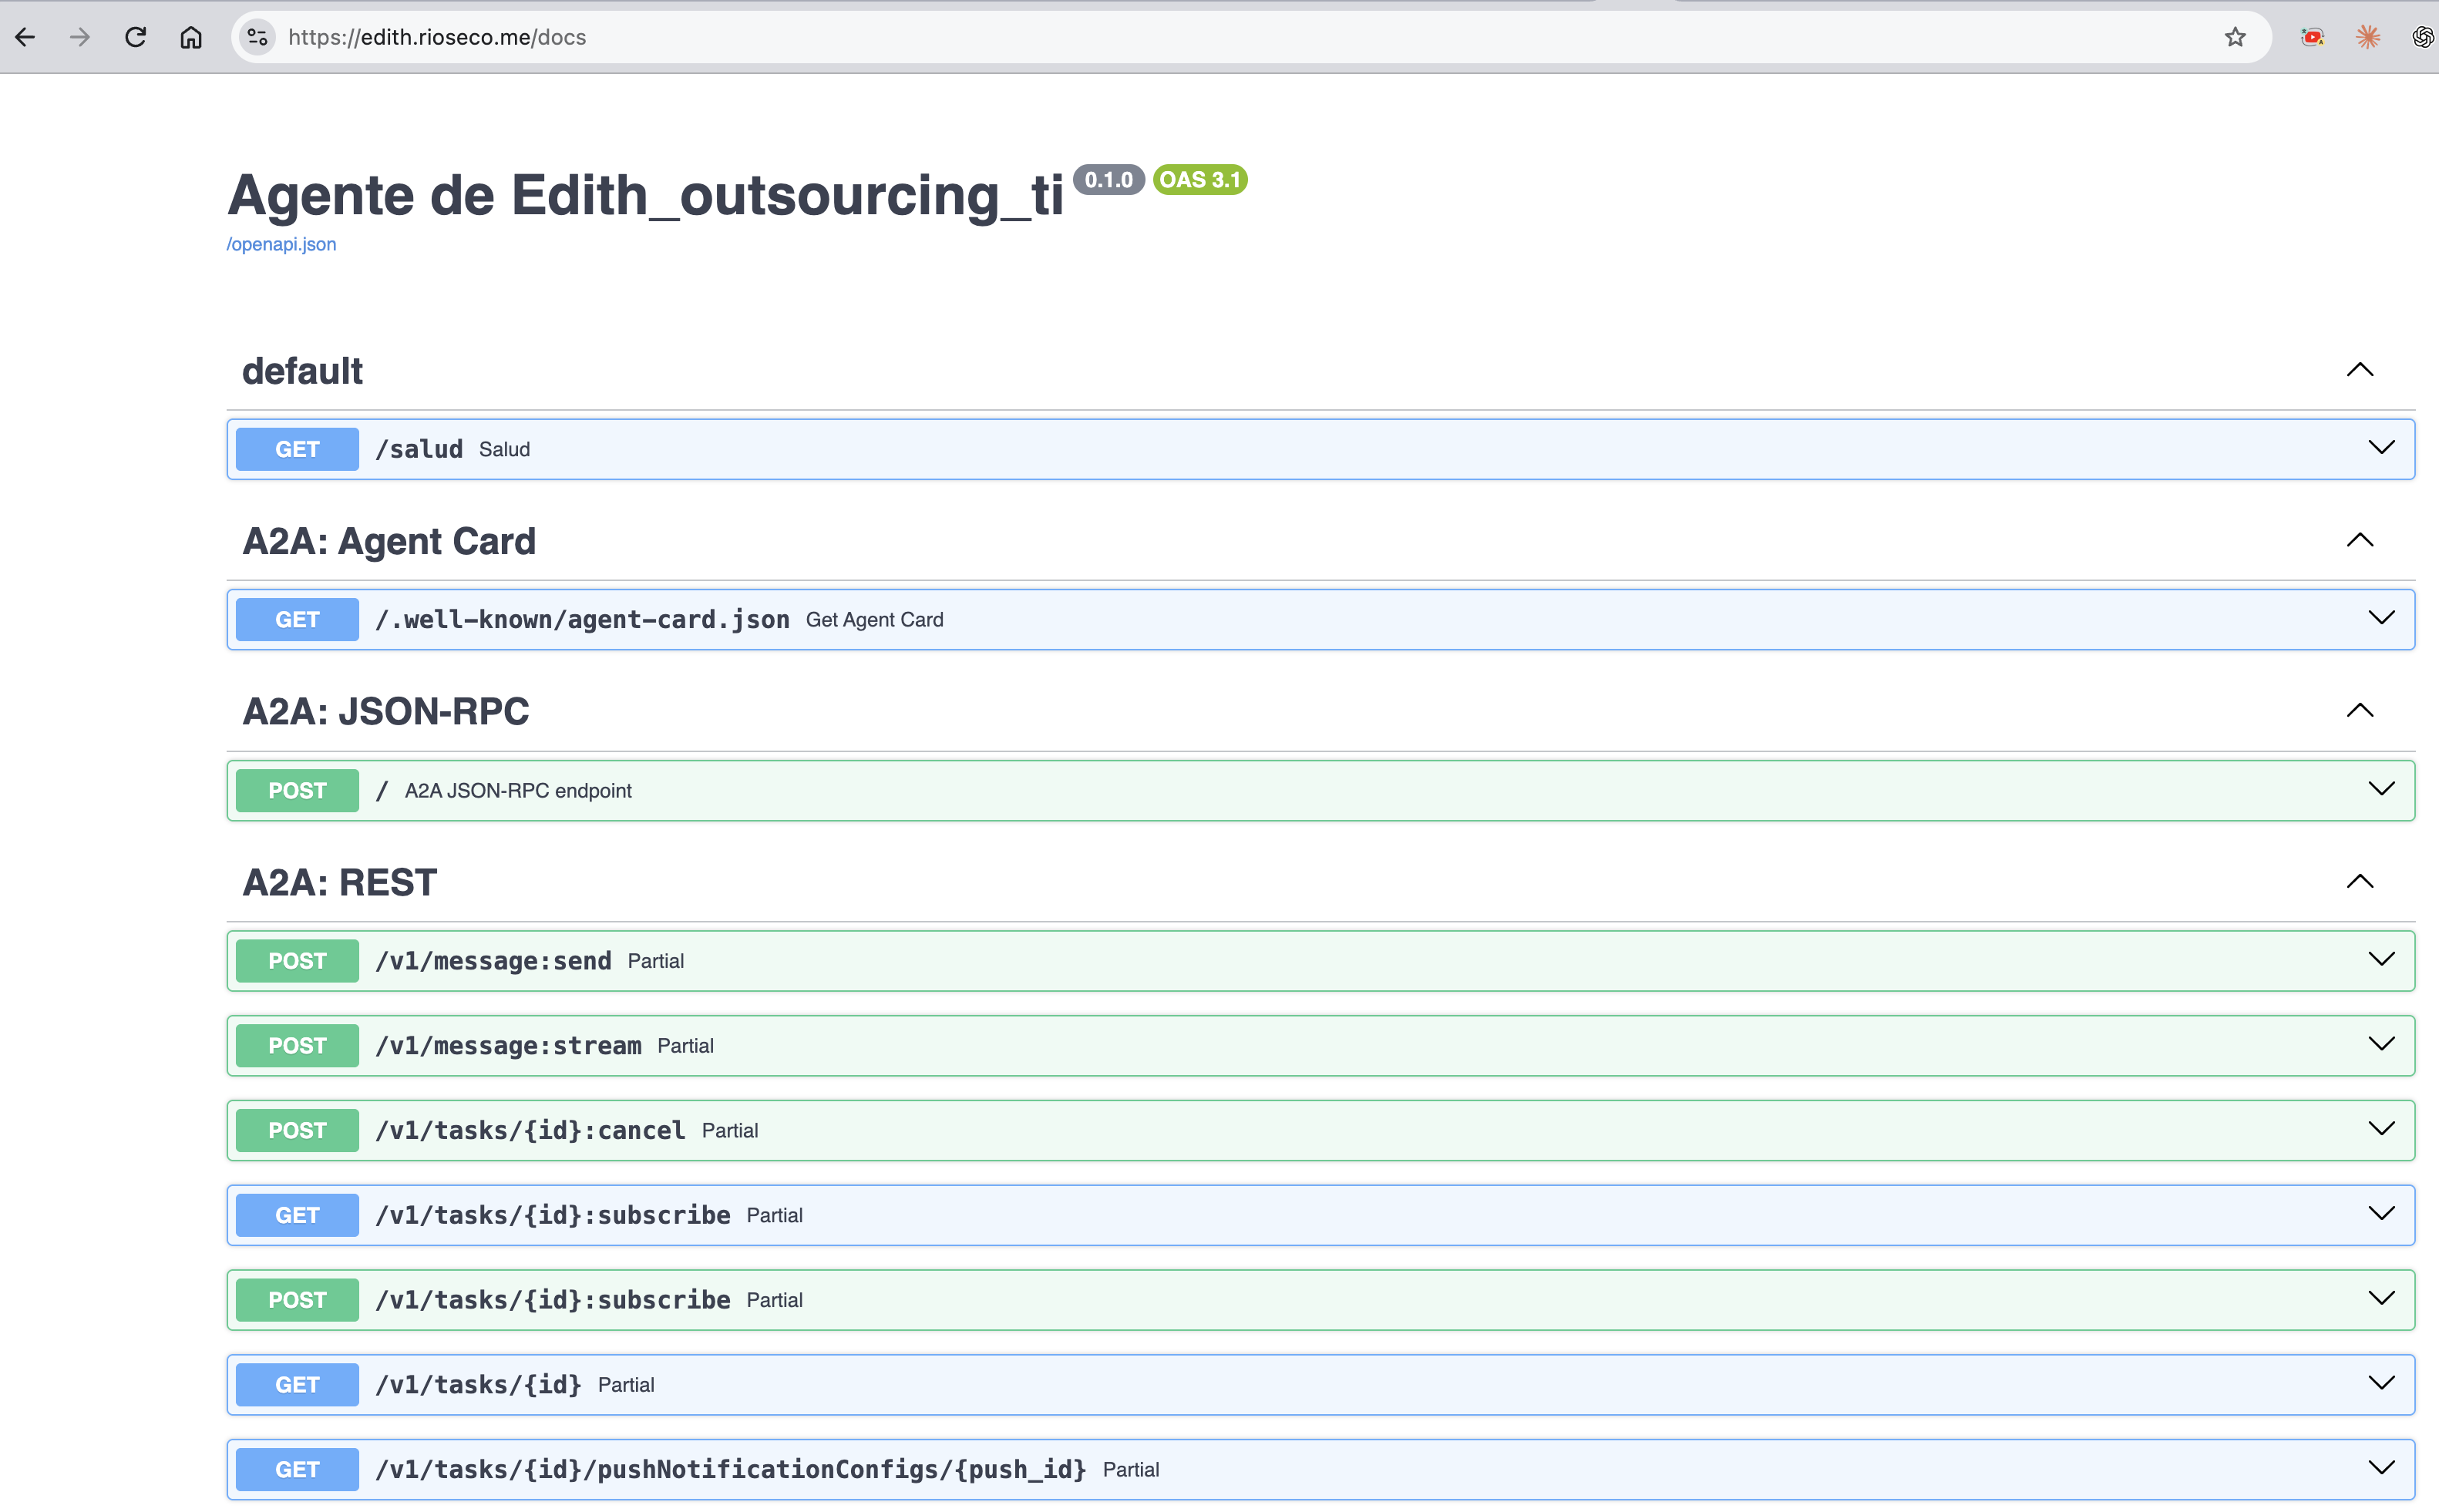 https://edith.rioseco.me/docs
Agente de Edith_outsourcing_ti 0.1.0 OAS 3.1
/openapi.json
default
GET /salud Salud
A2A: Agent Card
GET /.well-known/agent-card.json Get Agent Card
A2A: JSON-RPC
POST / A2A JSON-RPC endpoint
A2A: REST
POST /v1/message:send Partial
POST /v1/message:stream Partial
POST /v1/tasks/{id}:cancel Partial
GET /v1/tasks/{id}:subscribe Partial
POST /v1/tasks/{id}:subscribe Partial
GET /v1/tasks/{id} Partial
GET /v1/tasks/{id}/pushNotificationConfigs/{push_id} Partial